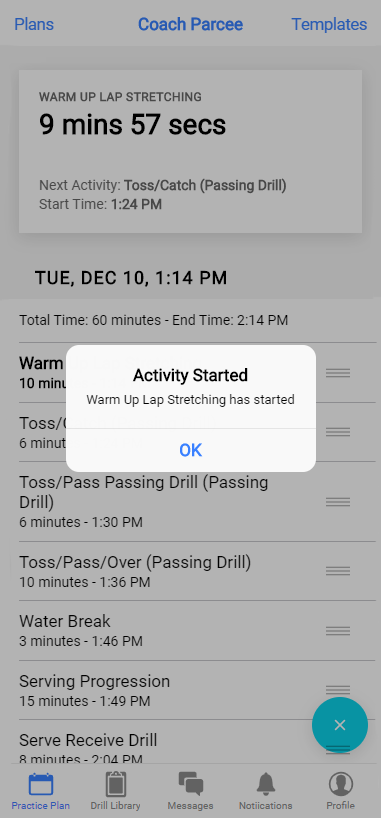 Plans
Coach Parcee
Templates
WARM UP LAP STRETCHING
9 mins 57 secs
Next Activity: Toss/Catch (Passing Drill)
Start Time: 1:24 PM
TUE, DEC 10, 1:14 PM
Total Time: 60 minutes - End Time: 2:14 PM
Warm
10 minu
Activity Started
Warm Up Lap Stretching has started
OK
Toss/C
6 minut
Toss/Pass Passing Drill (Passing
Drill)
6 minutes - 1:30 PM
Toss/Pass/Over (Passing Drill)
10 minutes - 1:36 PM
Water Break
3 minutes - 1:46 PM
Serving Progression
15 minutes - 1:49 PM
Serve Receive Drill
8 minutes - 2:04 PM
Practice Plan
Drill Library
Messages
Notiications
Profile